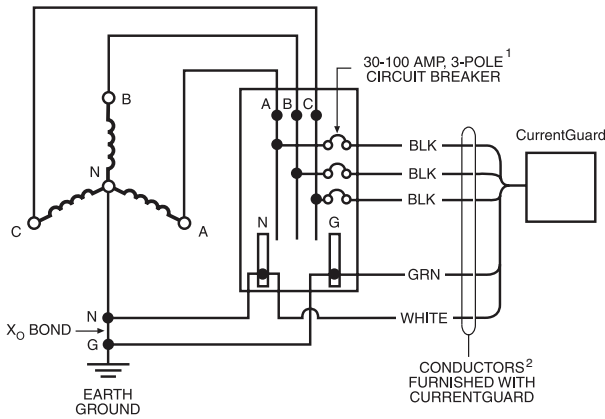 30-100 AMP, 3-POLE1
CIRCUIT BREAKER
B
A
B
C
CurrentGuard
BLK
N
BLK
BLK
C
A
N
G
GRN
N
WHITE
XO BOND
G
EARTH
GROUND
CONDUCTORS2
FURNISHED WITH
CURRENTGUARD